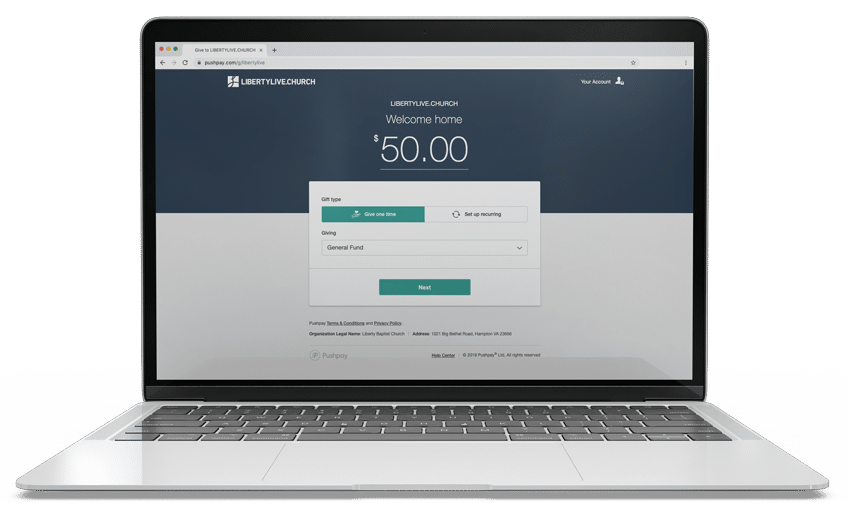 Give to LIBERTYLIVE.CHURCH
pushpay.com/g/libertylive
LIBERTYLIVE.CHURCH
Your Account
LIBERTYLIVE.CHURCH
Welcome home
$50.00
Gift type
Give one time
Set up recurring
Giving
General Fund
Next
Pushpay Terms & Conditions and Privacy Policy.
Organization Legal Name: Liberty Baptist Church | Address: 1021 Big Bethel Road, Hampton VA 23666
Pushpay
Help Center | © 2019 Pushpay® Ltd. All rights reserved